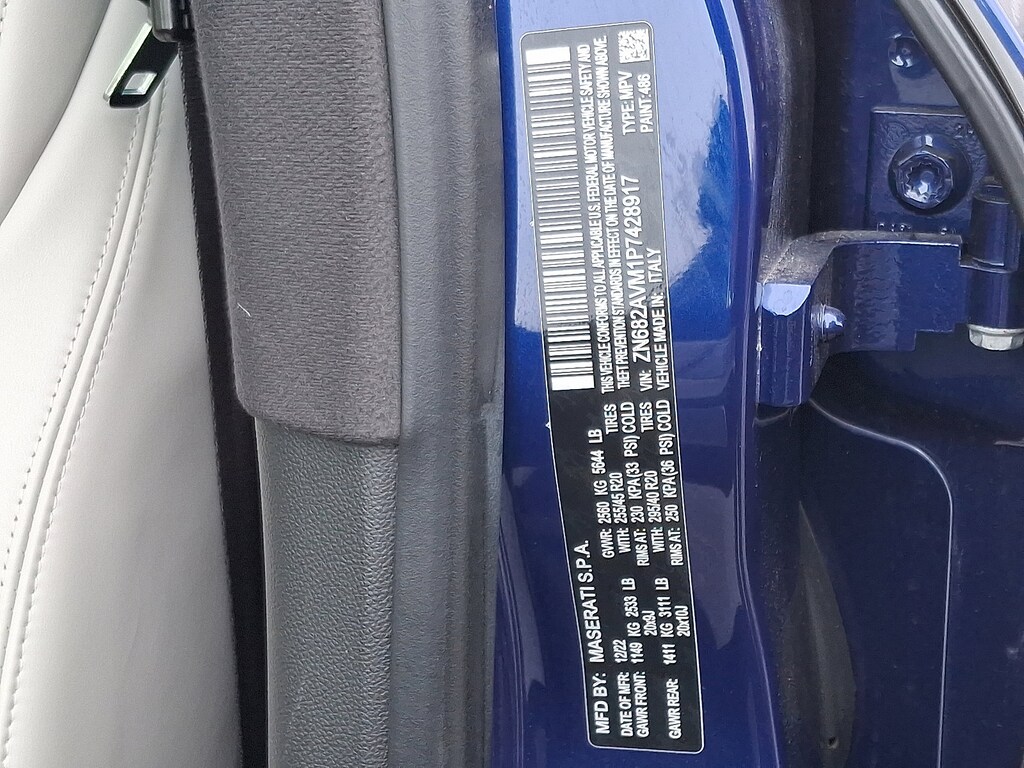 MFD BY: MASERATI S.P.A.
DATE OF MFR: 12/22 GVWR: 2560 KG 5644 LB
GAWR FRONT: 1149 KG 2533 LB WITH: 255/45 R20 TIRES
20x9J RIMS AT: 230 KPA(33 PSI) COLD
GAWR REAR: 1411 KG 3111 LB WITH: 295/40 R20 TIRES
20x10J RIMS AT: 250 KPA(36 PSI) COLD
THIS VEHICLE CONFORMS TO ALL APPLICABLE U.S. FEDERAL MOTOR VEHICLE SAFETY AND
THEFT PREVENTION STANDARDS IN EFFECT ON THE DATE OF MANUFACTURE SHOWN ABOVE
VIN: ZN682AVM1P7428917 TYPE: MPV
VEHICLE MADE IN: ITALY PAINT: 486